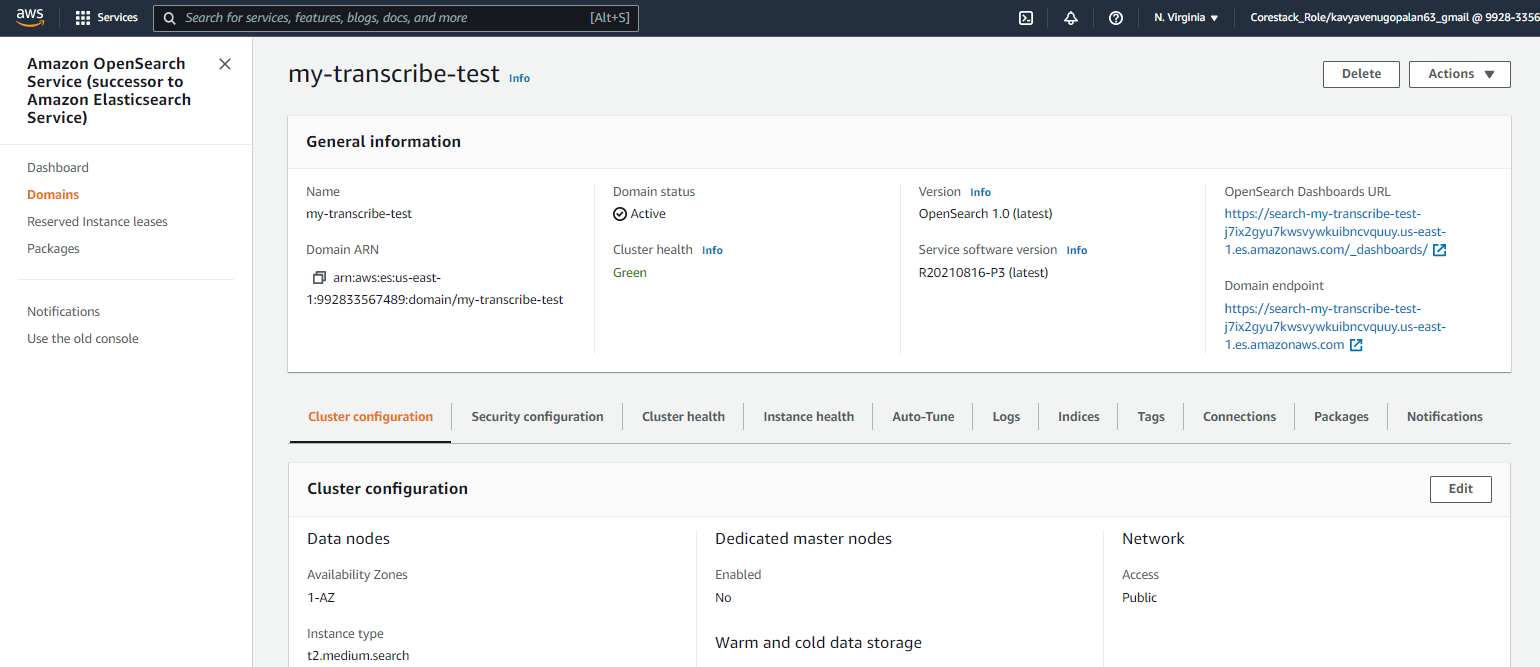 aws
Services
Search for services, features, blogs, docs, and more
[Alt+S]
N. Virginia ▼
Corestack_Role/kavyavenugopalan63_gmail @ 9928-3356
Amazon OpenSearch
Service (successor to
Amazon Elasticsearch
Service)
Dashboard
Domains
Reserved Instance leases
Packages
Notifications
Use the old console
my-transcribe-test Info
Delete
Actions ▼
General information
Name
my-transcribe-test
Domain ARN
arn:aws:es:us-east-
1:992833567489:domain/my-transcribe-test
Domain status
Active
Cluster health Info
Green
Version Info
OpenSearch 1.0 (latest)
Service software version Info
R20210816-P3 (latest)
OpenSearch Dashboards URL
https://search-my-transcribe-test-
j7ix2gyu7kwsvywkuibncvquuy.us-east-
1.es.amazonaws.com/_dashboards/
Domain endpoint
https://search-my-transcribe-test-
j7ix2gyu7kwsvywkuibncvquuy.us-east-
1.es.amazonaws.com
Cluster configuration
Security configuration
Cluster health
Instance health
Auto-Tune
Logs
Indices
Tags
Connections
Packages
Notifications
Cluster configuration
Edit
Data nodes
Availability Zones
1-AZ
Instance type
t2.medium.search
Dedicated master nodes
Enabled
No
Warm and cold data storage
Network
Access
Public